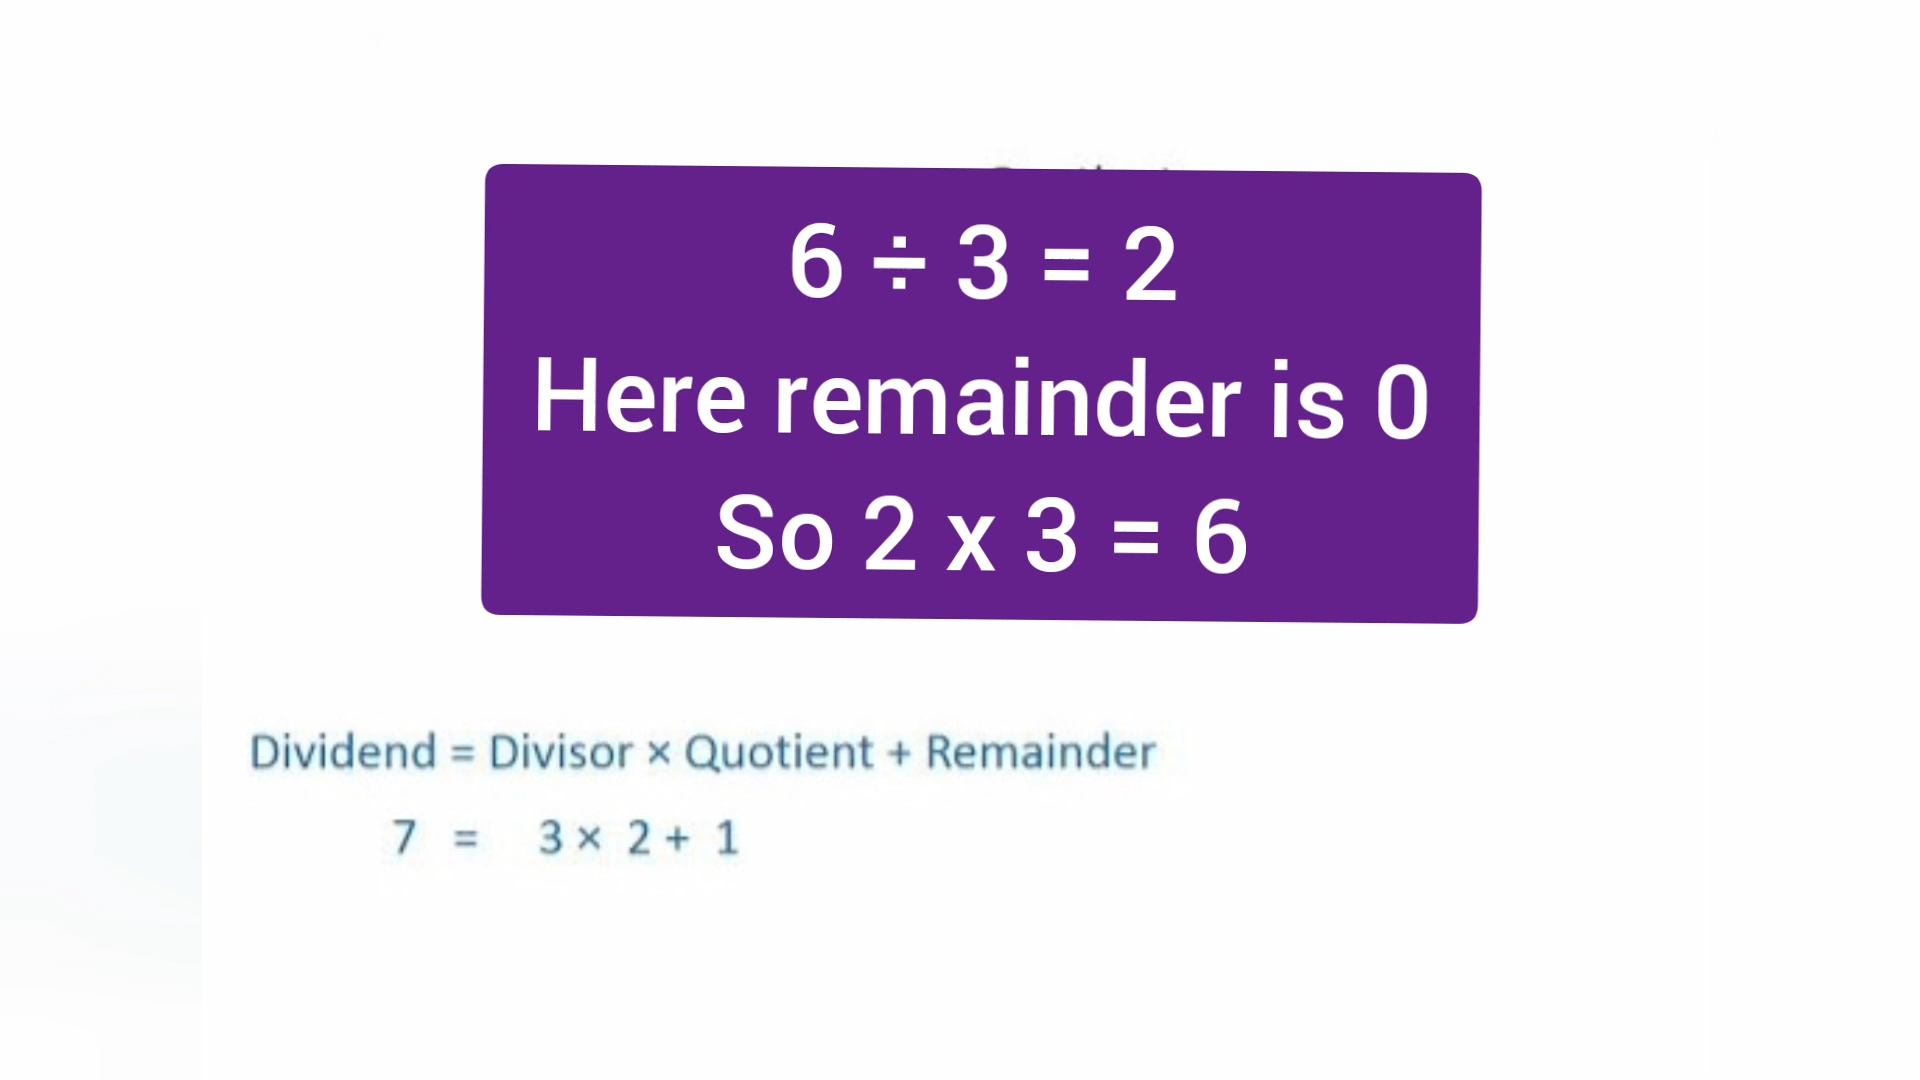 6 ÷ 3 = 2
Here remainder is 0
So 2 x 3 = 6
Dividend = Divisor × Quotient + Remainder
7 = 3 × 2 + 1